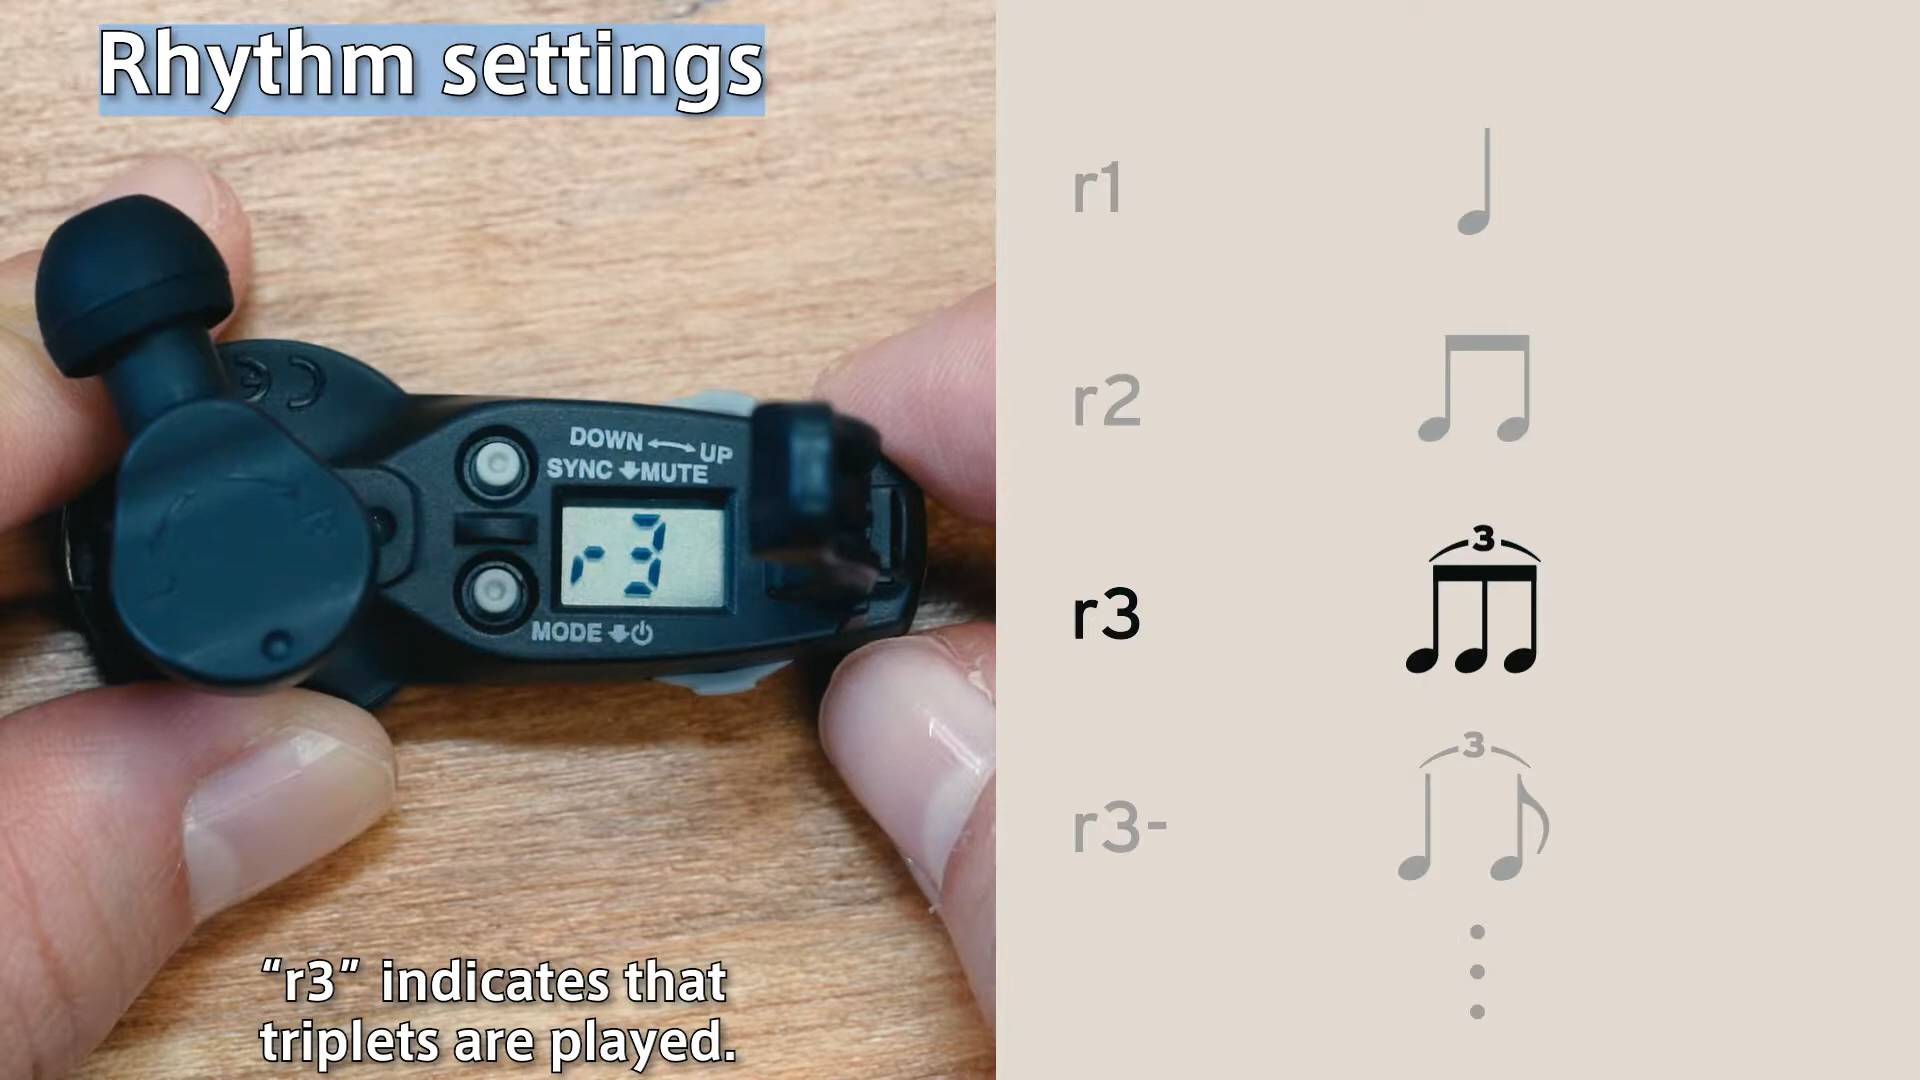 Rhythm settings
DOWN UP
SYNC MUTE
r3
MODE
“r3” indicates that
triplets are played.
r1
r2
r3
3
r3-
3